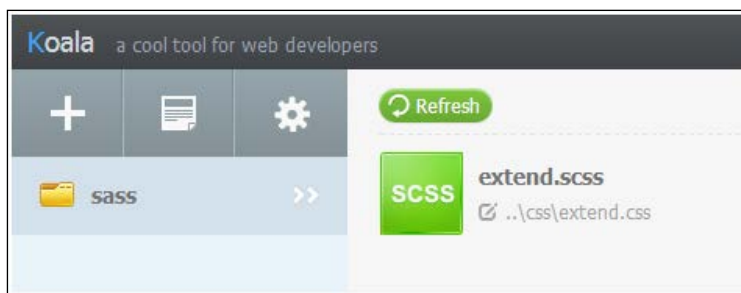 Koala a cool tool for web developers
Refresh
sass
SCSS
extend.scss
..\css\extend.css